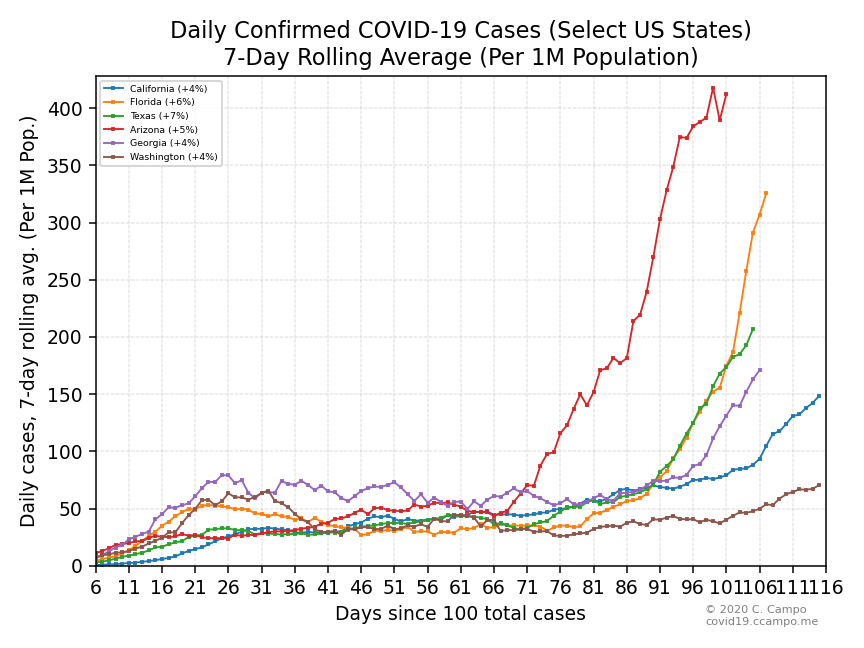 Daily Confirmed COVID-19 Cases (Select US States)
7-Day Rolling Average (Per 1M Population)
Daily cases, 7-day rolling avg. (Per 1M Pop.)
400
350
300
250
200
150
100
50
0
California (+4%)
Florida (+6%)
Texas (+7%)
Arizona (+5%)
Georgia (+4%)
Washington (+4%)
6 11 16 21 26 31 36 41 46 51 56 61 66 71 76 81 86 91 96 101 106 111 116
Days since 100 total cases
© 2020 C. Campo
covid19.ccampo.me